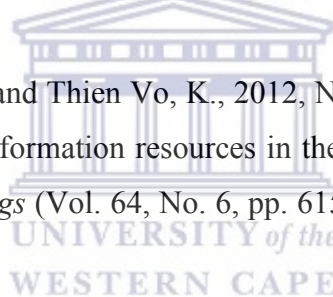 and Thien Vo, K., 2012, N
formation resources in the
gs (Vol. 64, No. 6, pp. 615
UNIVERSITY of the
WESTERN CAPE